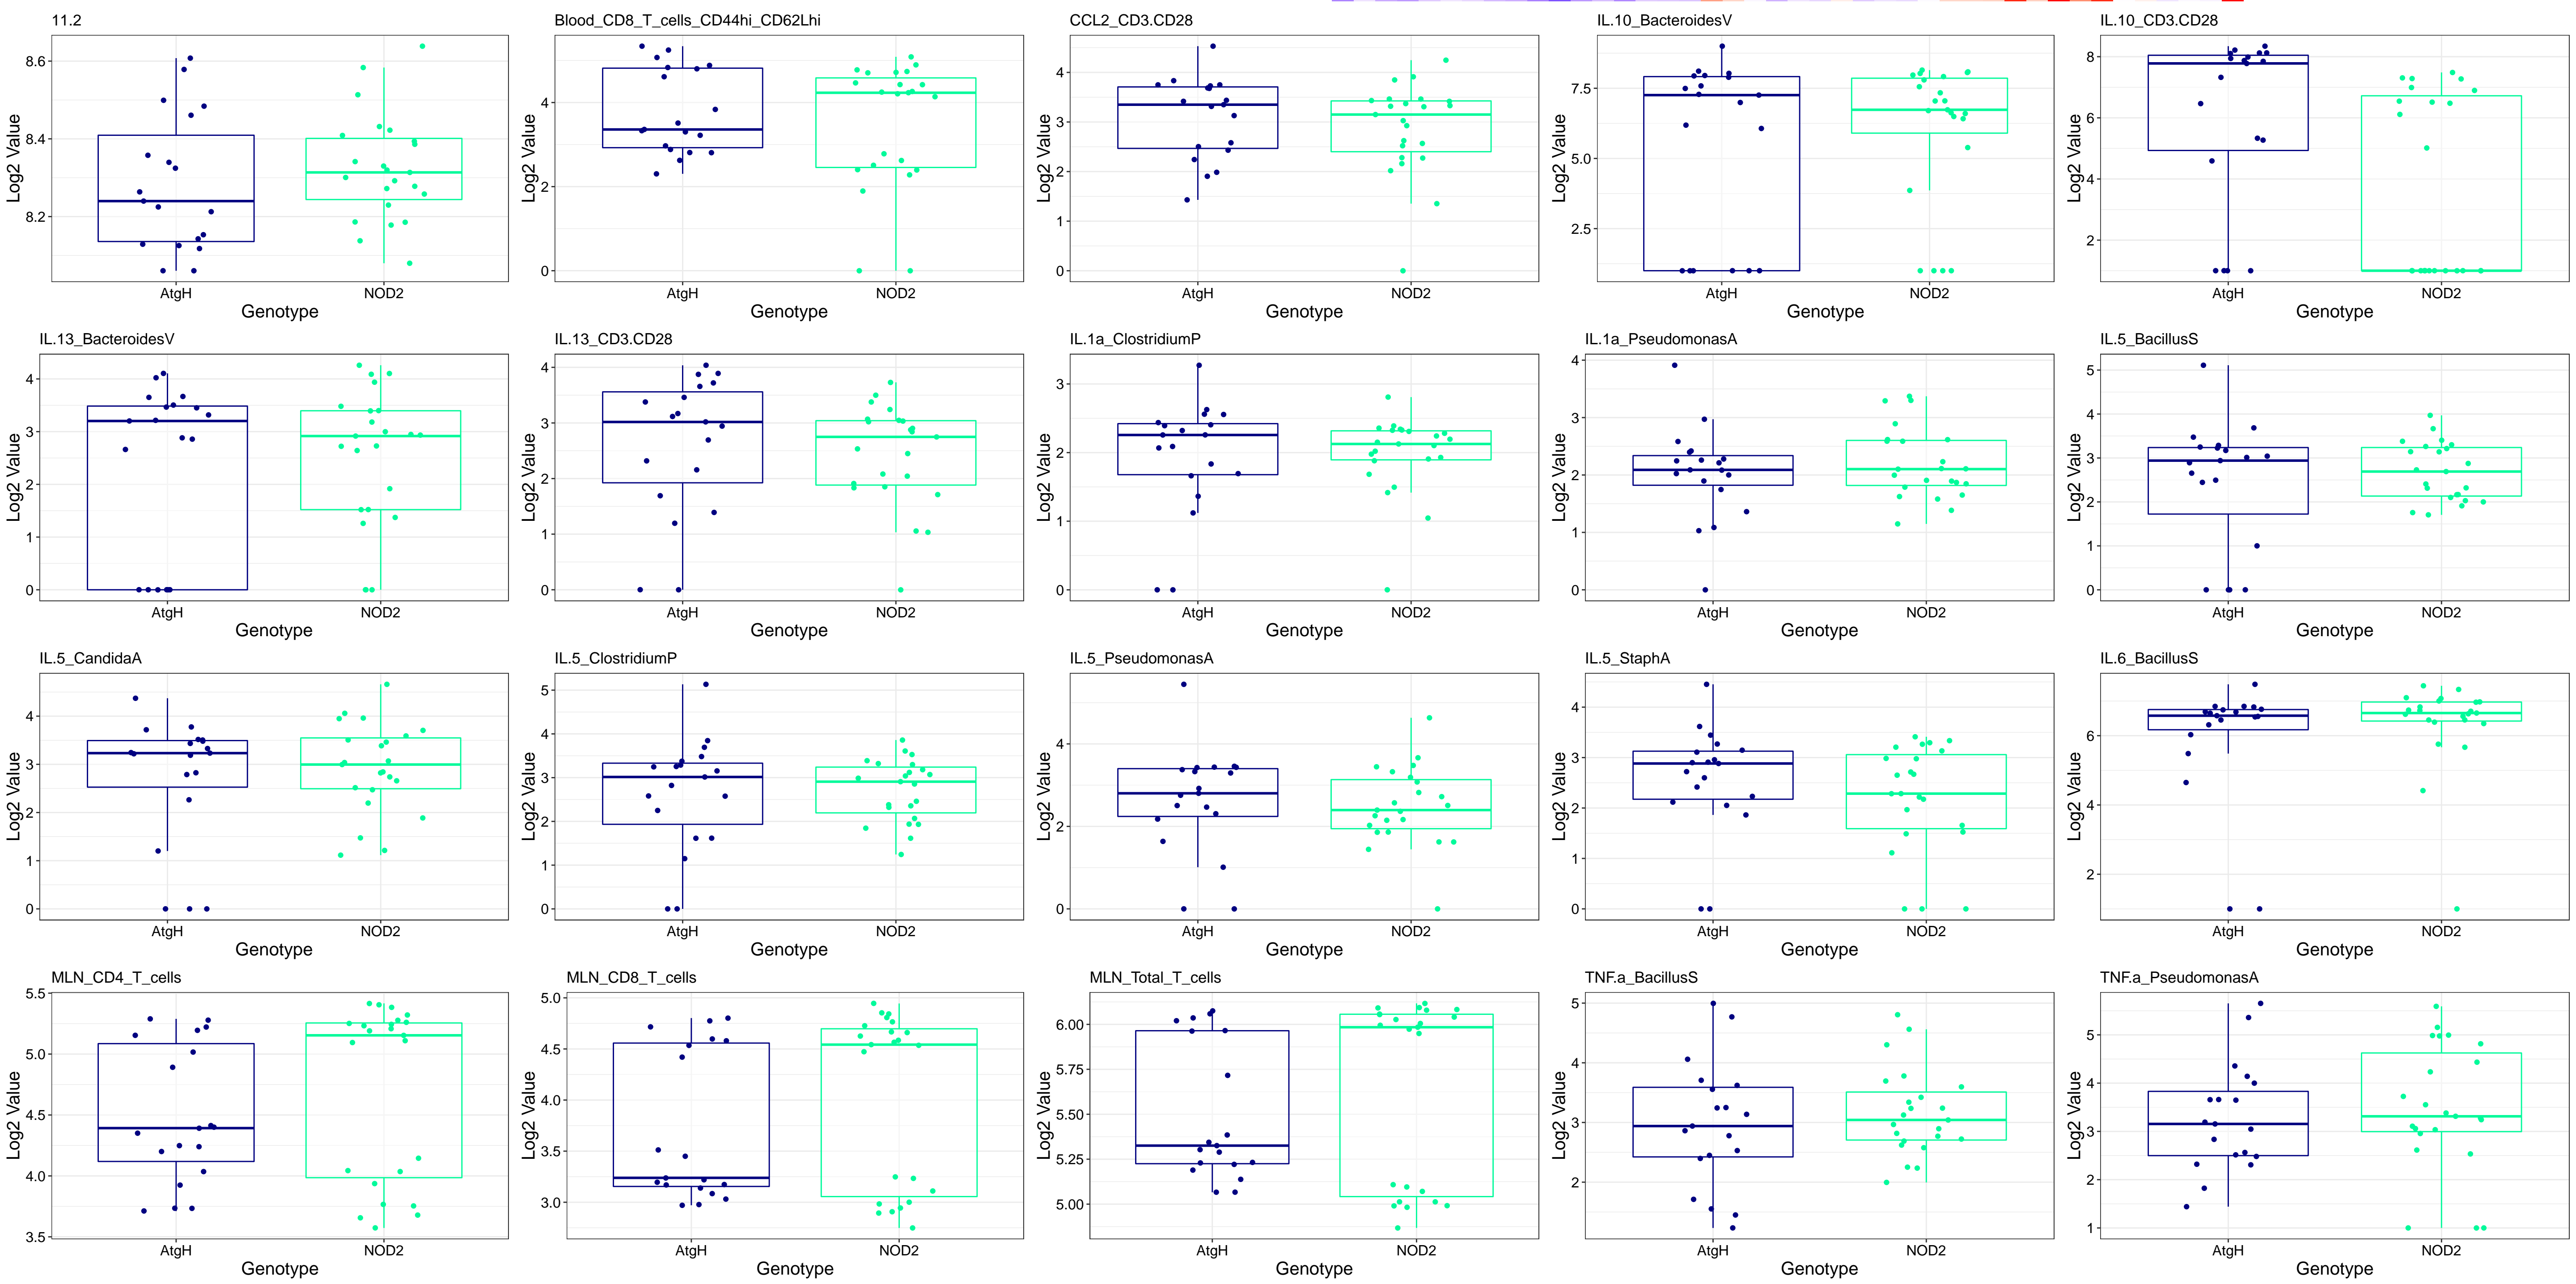 11.2
Blood_CD8_T_cells_CD44hi_CD62Lhi
CCL2_CD3.CD28
IL.10_BacteroidesV
IL.10_CD3.CD28
Log2 Value
8.6
8.4
8.2
AtgH
NOD2
Genotype
Log2 Value
4
2
0
AtgH
NOD2
Genotype
Log2 Value
4
3
2
1
0
AtgH
NOD2
Genotype
Log2 Value
7.5
5.0
2.5
AtgH
NOD2
Genotype
Log2 Value
8
6
4
2
AtgH
NOD2
Genotype
IL.13_BacteroidesV
IL.13_CD3.CD28
IL.1a_ClostridiumP
IL.1a_PseudomonasA
IL.5_BacillusS
Log2 Value
4
3
2
1
0
AtgH
NOD2
Genotype
Log2 Value
4
3
2
1
0
AtgH
NOD2
Genotype
Log2 Value
3
2
1
0
AtgH
NOD2
Genotype
Log2 Value
4
3
2
1
0
AtgH
NOD2
Genotype
Log2 Value
5
4
3
2
1
0
AtgH
NOD2
Genotype
IL.5_CandidaA
IL.5_ClostridiumP
IL.5_PseudomonasA
IL.5_StaphA
IL.6_BacillusS
Log2 Value
4
3
2
1
0
AtgH
NOD2
Genotype
Log2 Value
5
4
3
2
1
0
AtgH
NOD2
Genotype
Log2 Value
4
2
0
AtgH
NOD2
Genotype
Log2 Value
4
3
2
1
0
AtgH
NOD2
Genotype
Log2 Value
6
4
2
AtgH
NOD2
Genotype
MLN_CD4_T_cells
MLN_CD8_T_cells
MLN_Total_T_cells
TNF.a_BacillusS
TNF.a_PseudomonasA
Log2 Value
5.5
5.0
4.5
4.0
3.5
AtgH
NOD2
Genotype
Log2 Value
5.0
4.5
4.0
3.5
3.0
AtgH
NOD2
Genotype
Log2 Value
6.00
5.75
5.50
5.25
5.00
AtgH
NOD2
Genotype
Log2 Value
5
4
3
2
AtgH
NOD2
Genotype
Log2 Value
5
4
3
2
1
AtgH
NOD2
Genotype